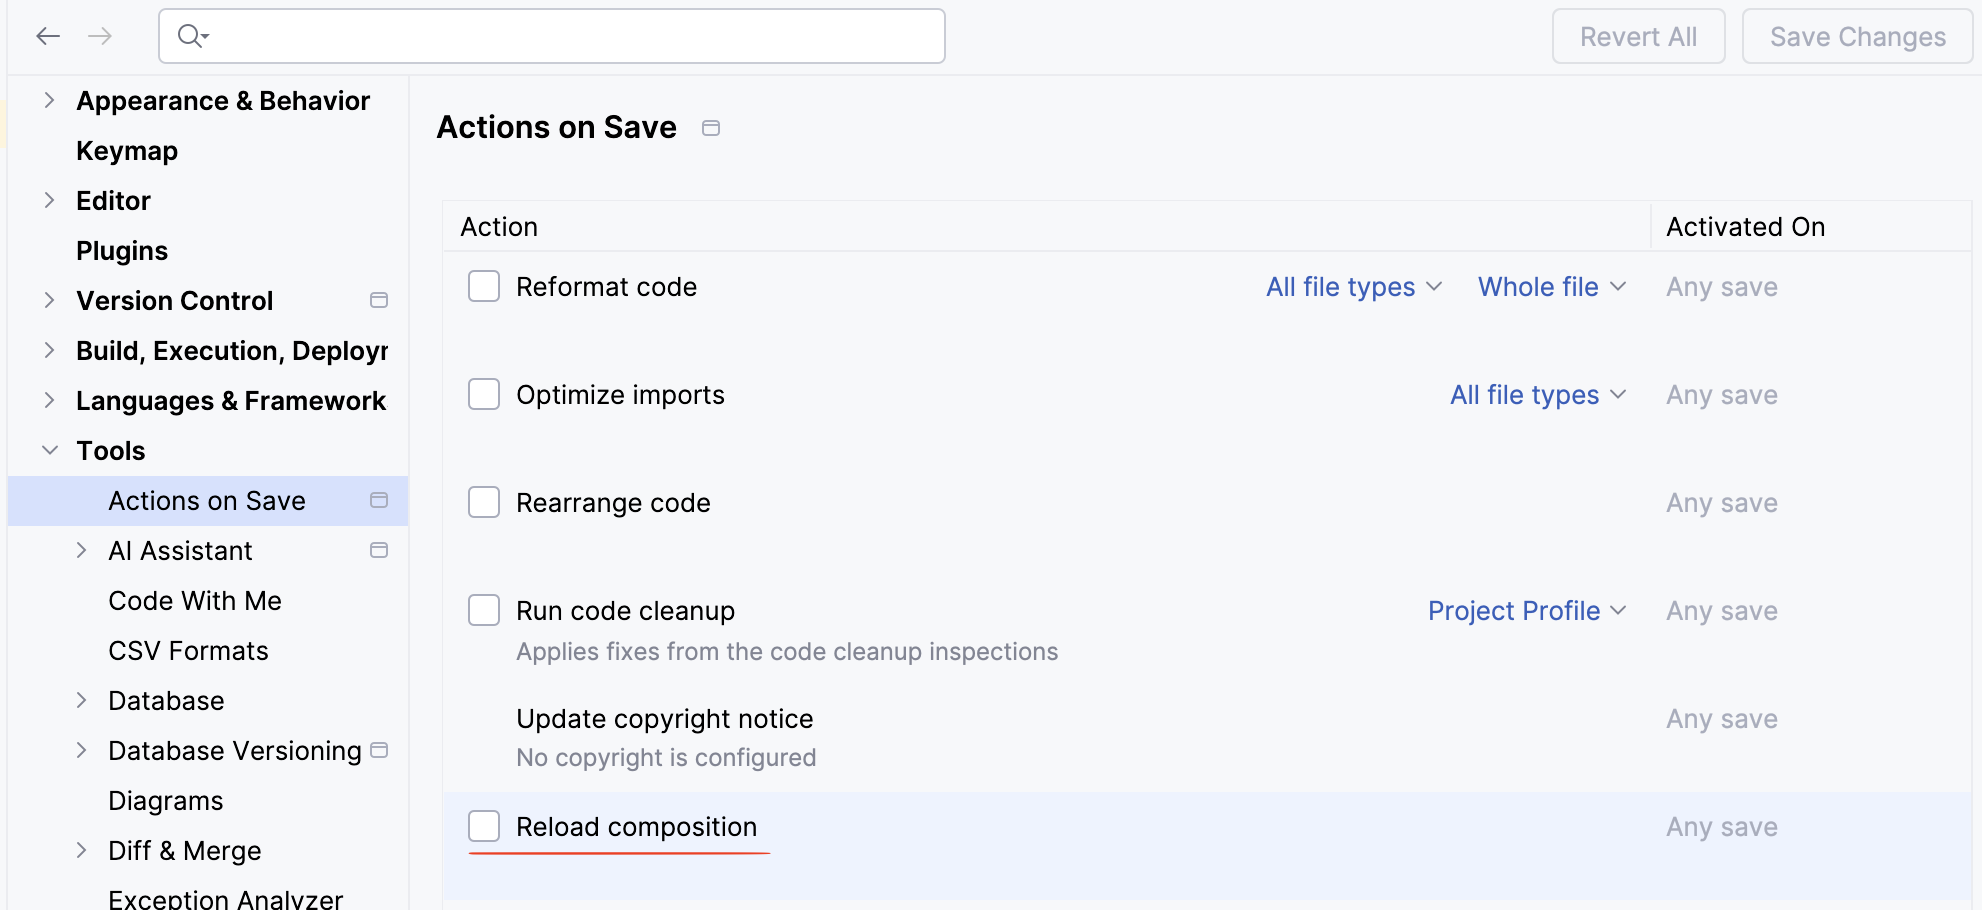 Revert All
Save Changes
Appearance & Behavior
Keymap
Editor
Plugins
Version Control
Build, Execution, Deploy
Languages & Framework
Tools
Actions on Save
AI Assistant
Code With Me
CSV Formats
Database
Database Versioning
Diagrams
Diff & Merge
Exception Analyzer
Actions on Save
Action Activated On
Reformat code All file types Whole file Any save
Optimize imports All file types Any save
Rearrange code Any save
Run code cleanup Project Profile Any save
Applies fixes from the code cleanup inspections
Update copyright notice Any save
No copyright is configured
Reload composition Any save